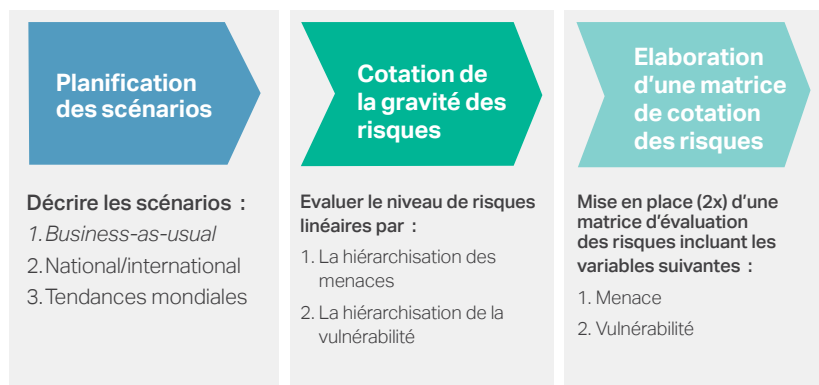 Planification
des scénarios
Décrire les scénarios :
1. Business-as-usual
2. National/international
3. Tendances mondiales
Cotation de
la gravité des
risques
Evaluer le niveau de risques
linéaires par :
1. La hiérarchisation des
menaces
2. La hiérarchisation de la
vulnérabilité
Elaboration
d’une matrice
de cotation
des risques
Mise en place (2x) d’une
matrice d’évaluation
des risques incluant les
variables suivantes :
1. Menace
2. Vulnérabilité